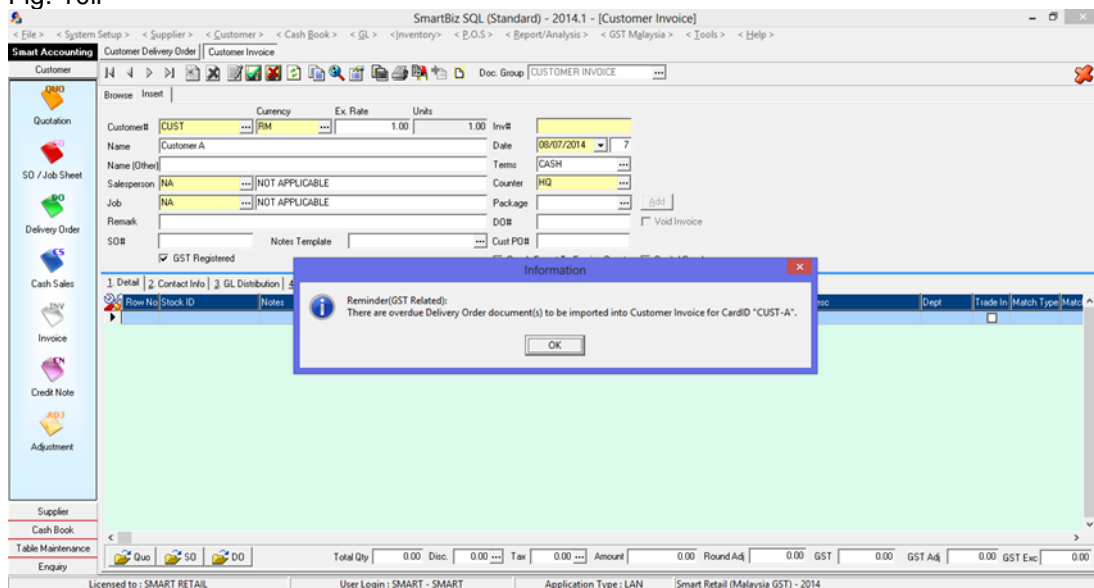 Fig. 16ii
SmartBiz SQL (Standard) - 2014.1 - [Customer Invoice]
< File > < System Setup > < Supplier > < Customer > < Cash Book > < GL > <Inventory> < P.O.S > < Report/Analysis > < GST Malaysia > < Tools > < Help >
Smart Accounting Customer Delivery Order Customer Invoice
Customer Doc. Group CUSTOMER INVOICE ...
QUO Browse Insert
Quotation Currency Ex. Rate Units
Customer# CUST ... RM ... 1.00 1.00 Inv#
Name Customer A Date 08/07/2014 7
SO / Job Sheet Name (Other) Terms CASH ...
Salesperson NA ... NOT APPLICABLE Counter HQ ...
DO Job NA ... NOT APPLICABLE Package ... Add
Delivery Order Remark DO# Void Invoice
SO# Notes Template ... Cust PO#
CS GST Registered
Information
Cash Sales 1. Detail 2. Contact Info 3. GL Distribution
Row No Stock ID Notes Dept Trade In Match Type
INV
Invoice
Reminder(GST Related):
There are overdue Delivery Order document(s) to be imported into Customer Invoice for CardID "CUST-A".
OK
CN
Credit Note
ADJ
Adjustment
Supplier
Cash Book
Table Maintenance
Quo SO DO Total Qty 0.00 Disc. 0.00 ... Tax 0.00 ... Amount 0.00 Round Adj 0.00 GST 0.00 GST Adj 0.00 GST Exc 0.00
Enquiry
Licensed to : SMART RETAIL User Login : SMART - SMART Application Type : LAN Smart Retail (Malaysia GST) - 2014